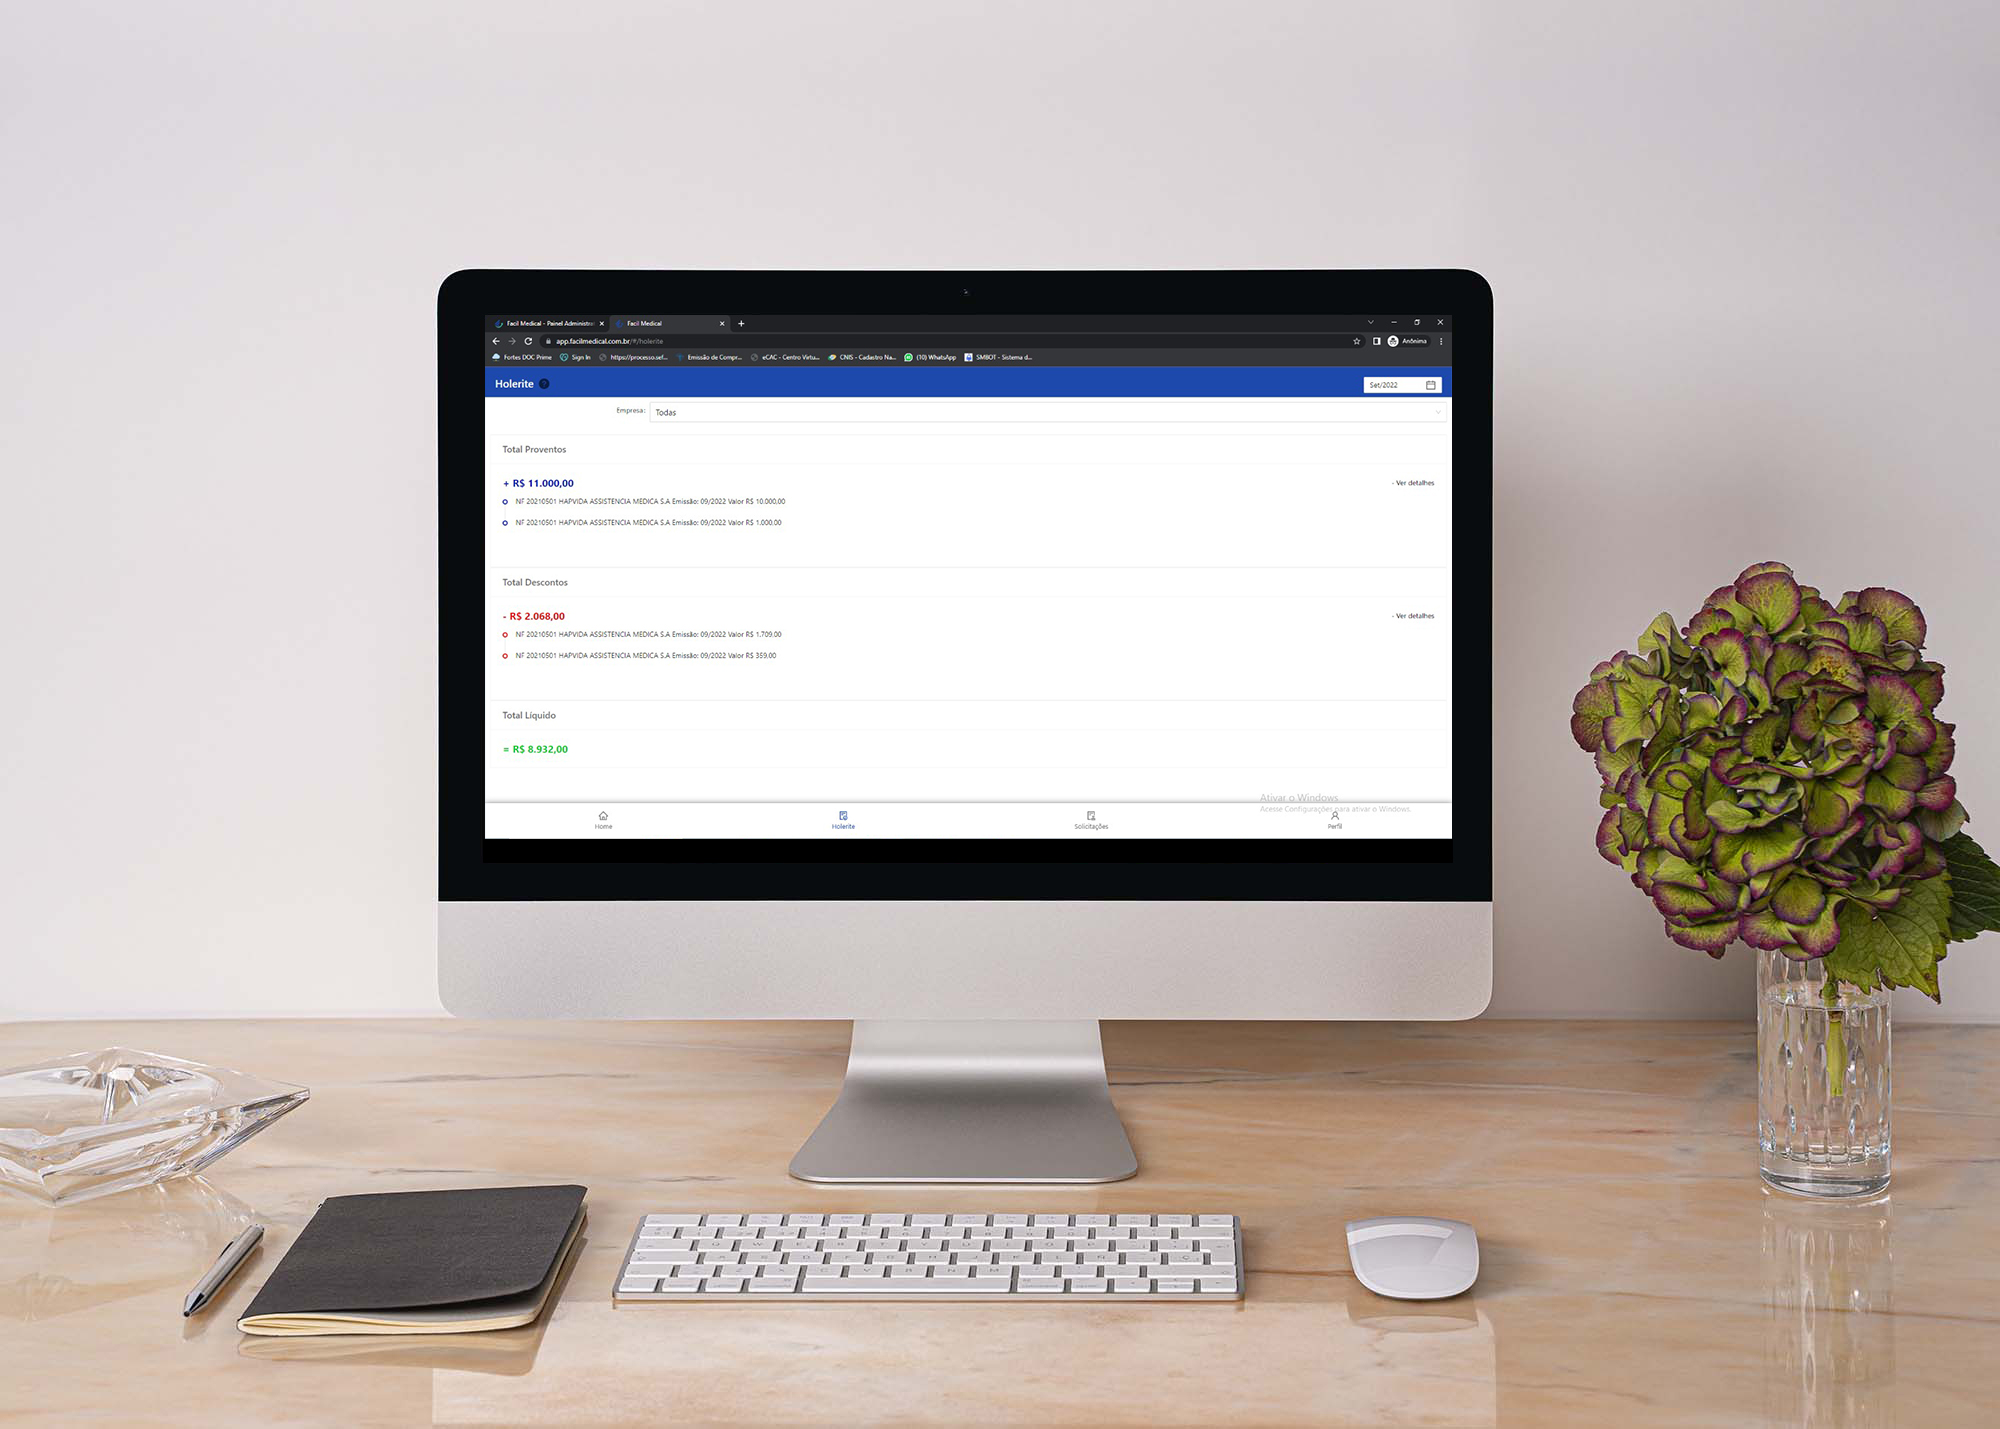 Facil Medical - Painel Administra
Facil Medical
app.facilmedical.com.br/#/holerite
Anônima
Fortes DOC Prime
Sign In
https://processo.sef...
Emissão de Compr...
eCAC - Centro Virtu...
CNIS - Cadastro Na...
(10) WhatsApp
SMBOT - Sistema d...
Holerite ?
Set/2022
Empresa: Todas
Total Proventos
+ R$ 11.000,00
- Ver detalhes
NF 20210501 HAPVIDA ASSISTENCIA MEDICA S.A Emissão: 09/2022 Valor R$ 10.000,00
NF 20210501 HAPVIDA ASSISTENCIA MEDICA S.A Emissão: 09/2022 Valor R$ 1.000,00
Total Descontos
- R$ 2.068,00
- Ver detalhes
NF 20210501 HAPVIDA ASSISTENCIA MEDICA S.A Emissão: 09/2022 Valor R$ 1.709,00
NF 20210501 HAPVIDA ASSISTENCIA MEDICA S.A Emissão: 09/2022 Valor R$ 359,00
Total Líquido
= R$ 8.932,00
Ativar o Windows
Acesse Configurações para ativar o Windows.
Home
Holerite
Solicitações
Perfil